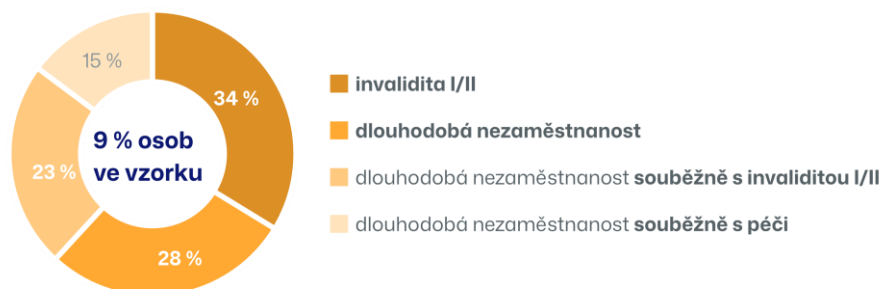 15 %
34 %
9 % osob
ve vzorku
23 %
28 %
invalidita I/II
dlouhodobá nezaměstnanost
dlouhodobá nezaměstnanost souběžně s invaliditou I/II
dlouhodobá nezaměstnanost souběžně s péči